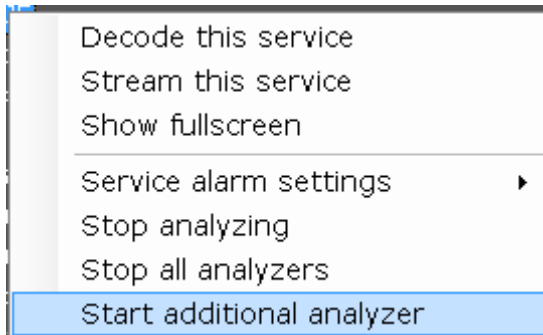 Decode this service
Stream this service
Show fullscreen
Service alarm settings
Stop analyzing
Stop all analyzers
Start additional analyzer